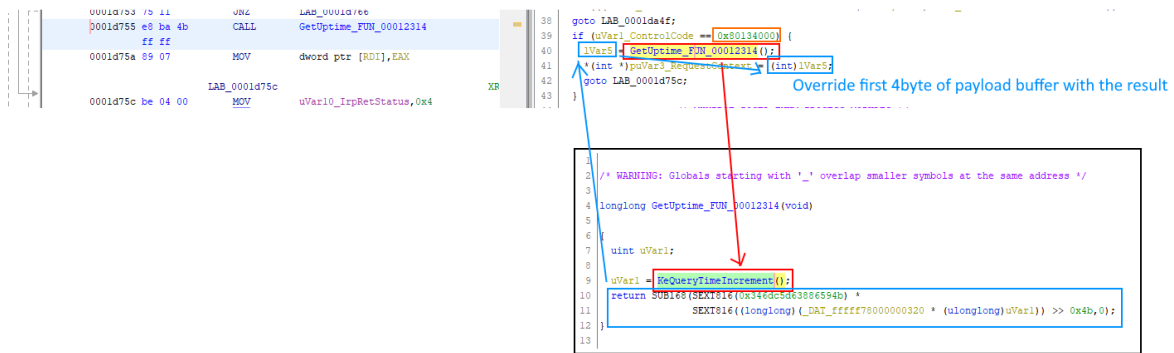 0001d753 75 11 JNZ LAB_0001d766
0001d755 e8 ba 4b CALL GetUptime_FUN_00012314
ff ff
0001d75a 89 07 MOV dword ptr [RDI],EAX
LAB_0001d75c XR
0001d75c be 04 00 MOV uVar10_IrpRetStatus,0x4
38 goto LAB_0001da4f;
39 if (uVar1_ControlCode == 0x80134000) {
40 lVar5 = GetUptime_FUN_00012314();
41 *(int *)puVar3_RequestContext = (int)lVar5;
42 goto LAB_0001d75c;
43 }
Override first 4byte of payload buffer with the result
1
2 /* WARNING: Globals starting with '_' overlap smaller symbols at the same address */
3
4 longlong GetUptime_FUN_00012314(void)
5
6 {
7 uint uVar1;
8
9 uVar1 = KeQueryTimeIncrement();
10 return SUB168(SEXT816(0x346dc5d63886594b) *
11 SEXT816((longlong)(_DAT_fffff78000000320 * (ulonglong)uVar1)) >> 0x4b,0);
12 }
13